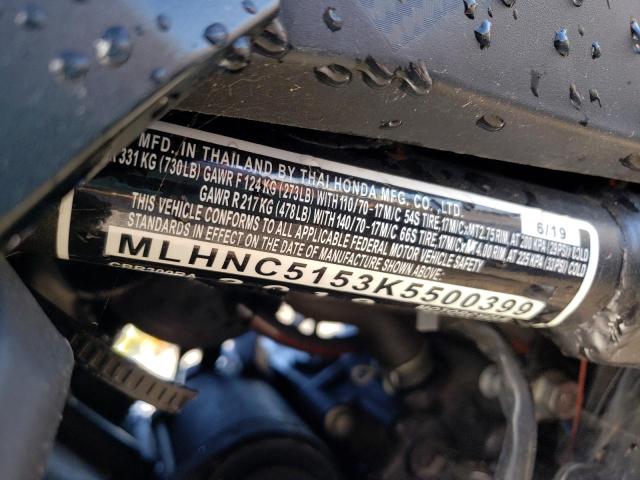 MFD. IN THAILAND BY THAI HONDA MFG. CO., LTD. 6/19
331 KG (730LB) GAWR F 124 KG (273LB) WITH 110/70-17M/C 54S TIRE, 17M/C MT2.75 RIM, AT 200 KPA (29PSI) COLD
GAWR R 217 KG (478LB) WITH 140/70-17M/C 66S TIRE, 17M/C MT4.00 RIM, AT 225 KPA (33 PSI) COLD
THIS VEHICLE CONFORMS TO ALL APPLICABLE FEDERAL MOTOR VEHICLE SAFETY
STANDARDS IN EFFECT ON THE DATE OF MANUFACTURE SHOWN ABOVE.
MLHNC5153K5500399